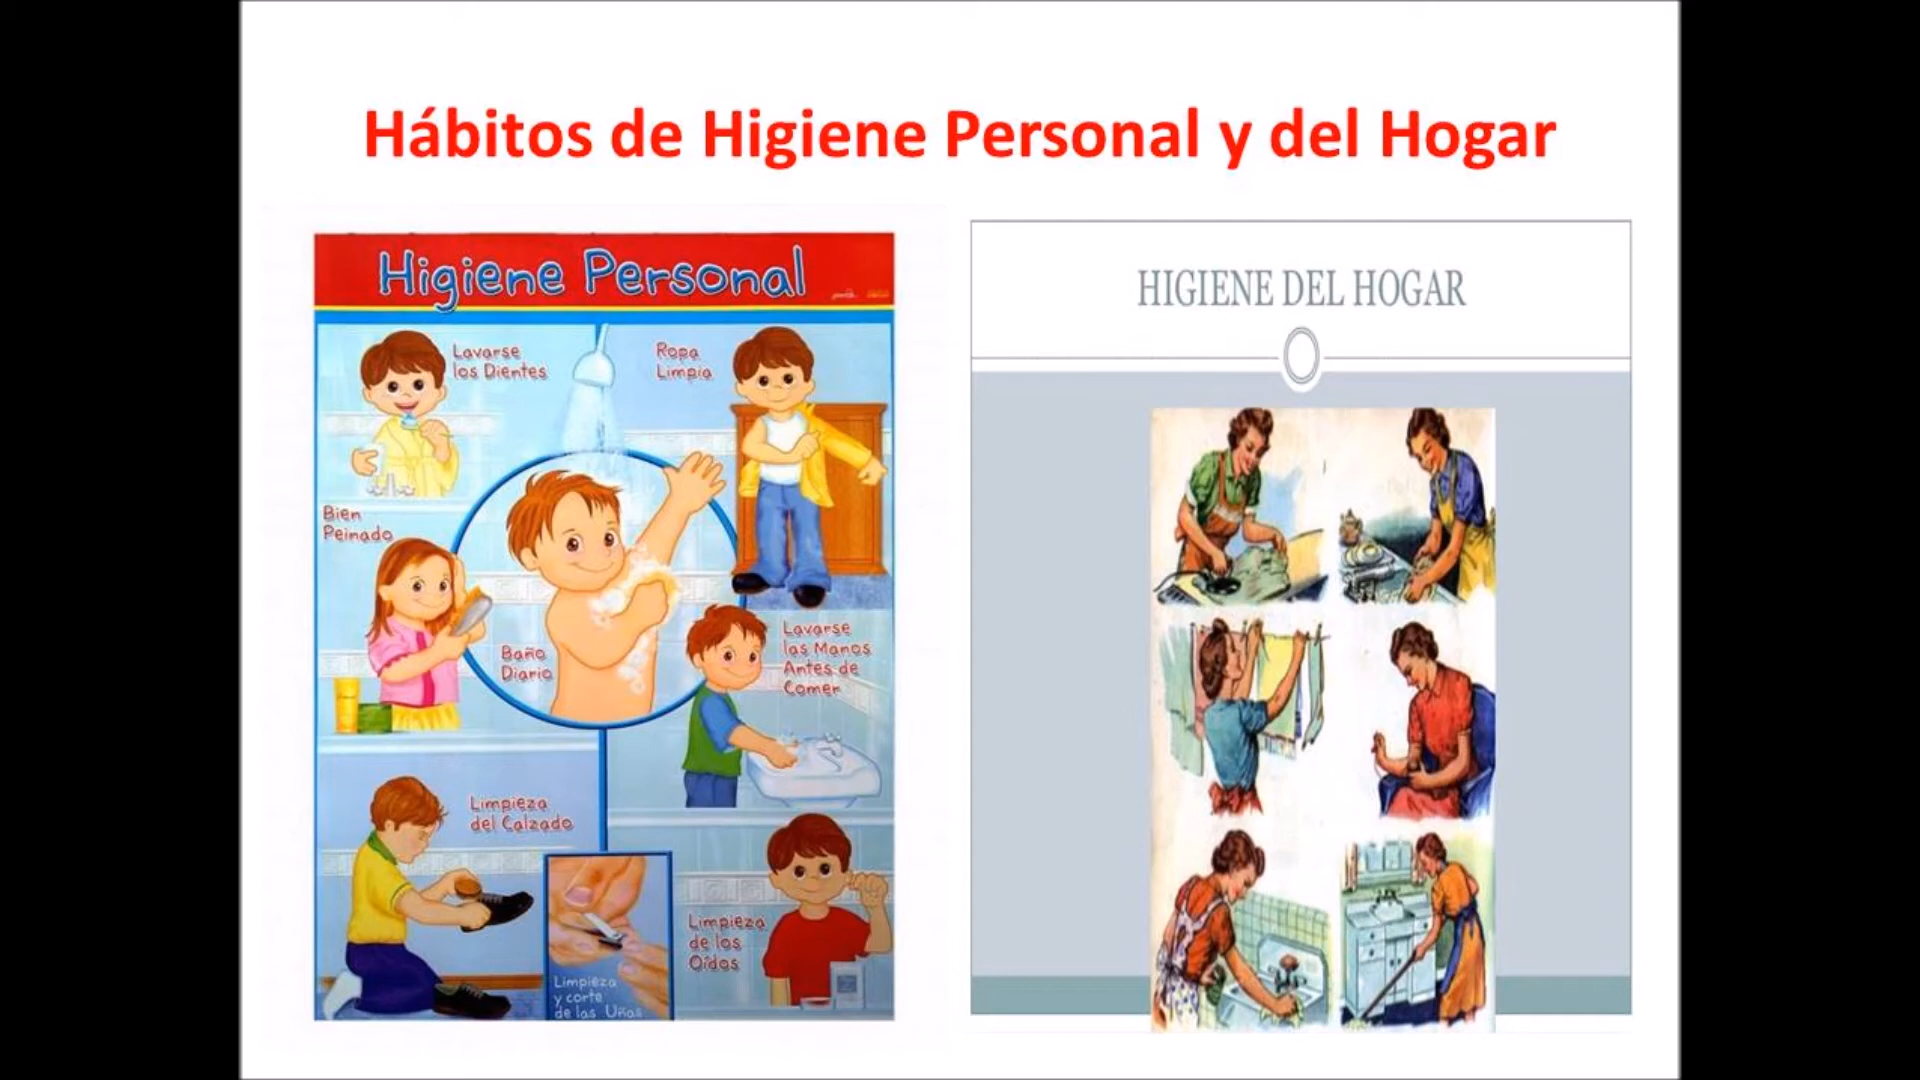 Hábitos de Higiene Personal y del Hogar
Higiene Personal
Lavarse
los Dientes
Ropa
Limpia
Bien
Peinado
Baño
Diario
Lavarse
las Manos
Antes de
Comer
Limpieza
del Calzado
Limpieza
y corte
de las Uñas
Limpieza
de los
Oídos
HIGIENE DEL HOGAR